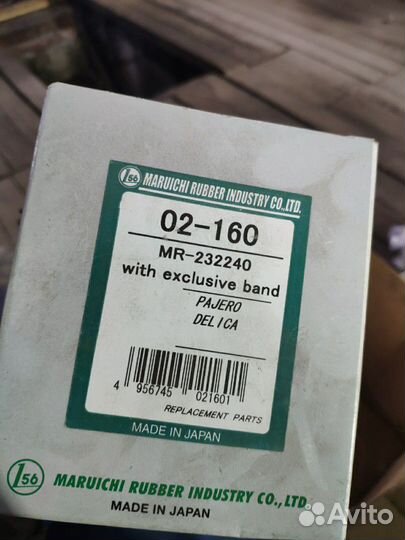 156 MARUICHI RUBBER INDUSTRY CO.,LTD.
02-160
MR-232240
with exclusive band
PAJERO
DELICA
4 956745 021601
REPLACEMENT PARTS
MADE IN JAPAN
156 MARUICHI RUBBER INDUSTRY CO., LTD.
MADE IN JAPAN
Avito